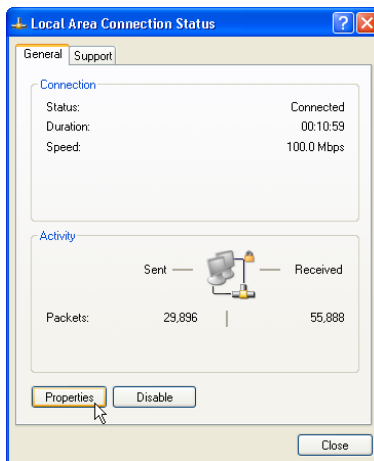 Local Area Connection Status
General Support
Connection
Status: Connected
Duration: 00:10:59
Speed: 100.0 Mbps
Activity
Sent Received
Packets: 29,896 55,888
Properties Disable
Close